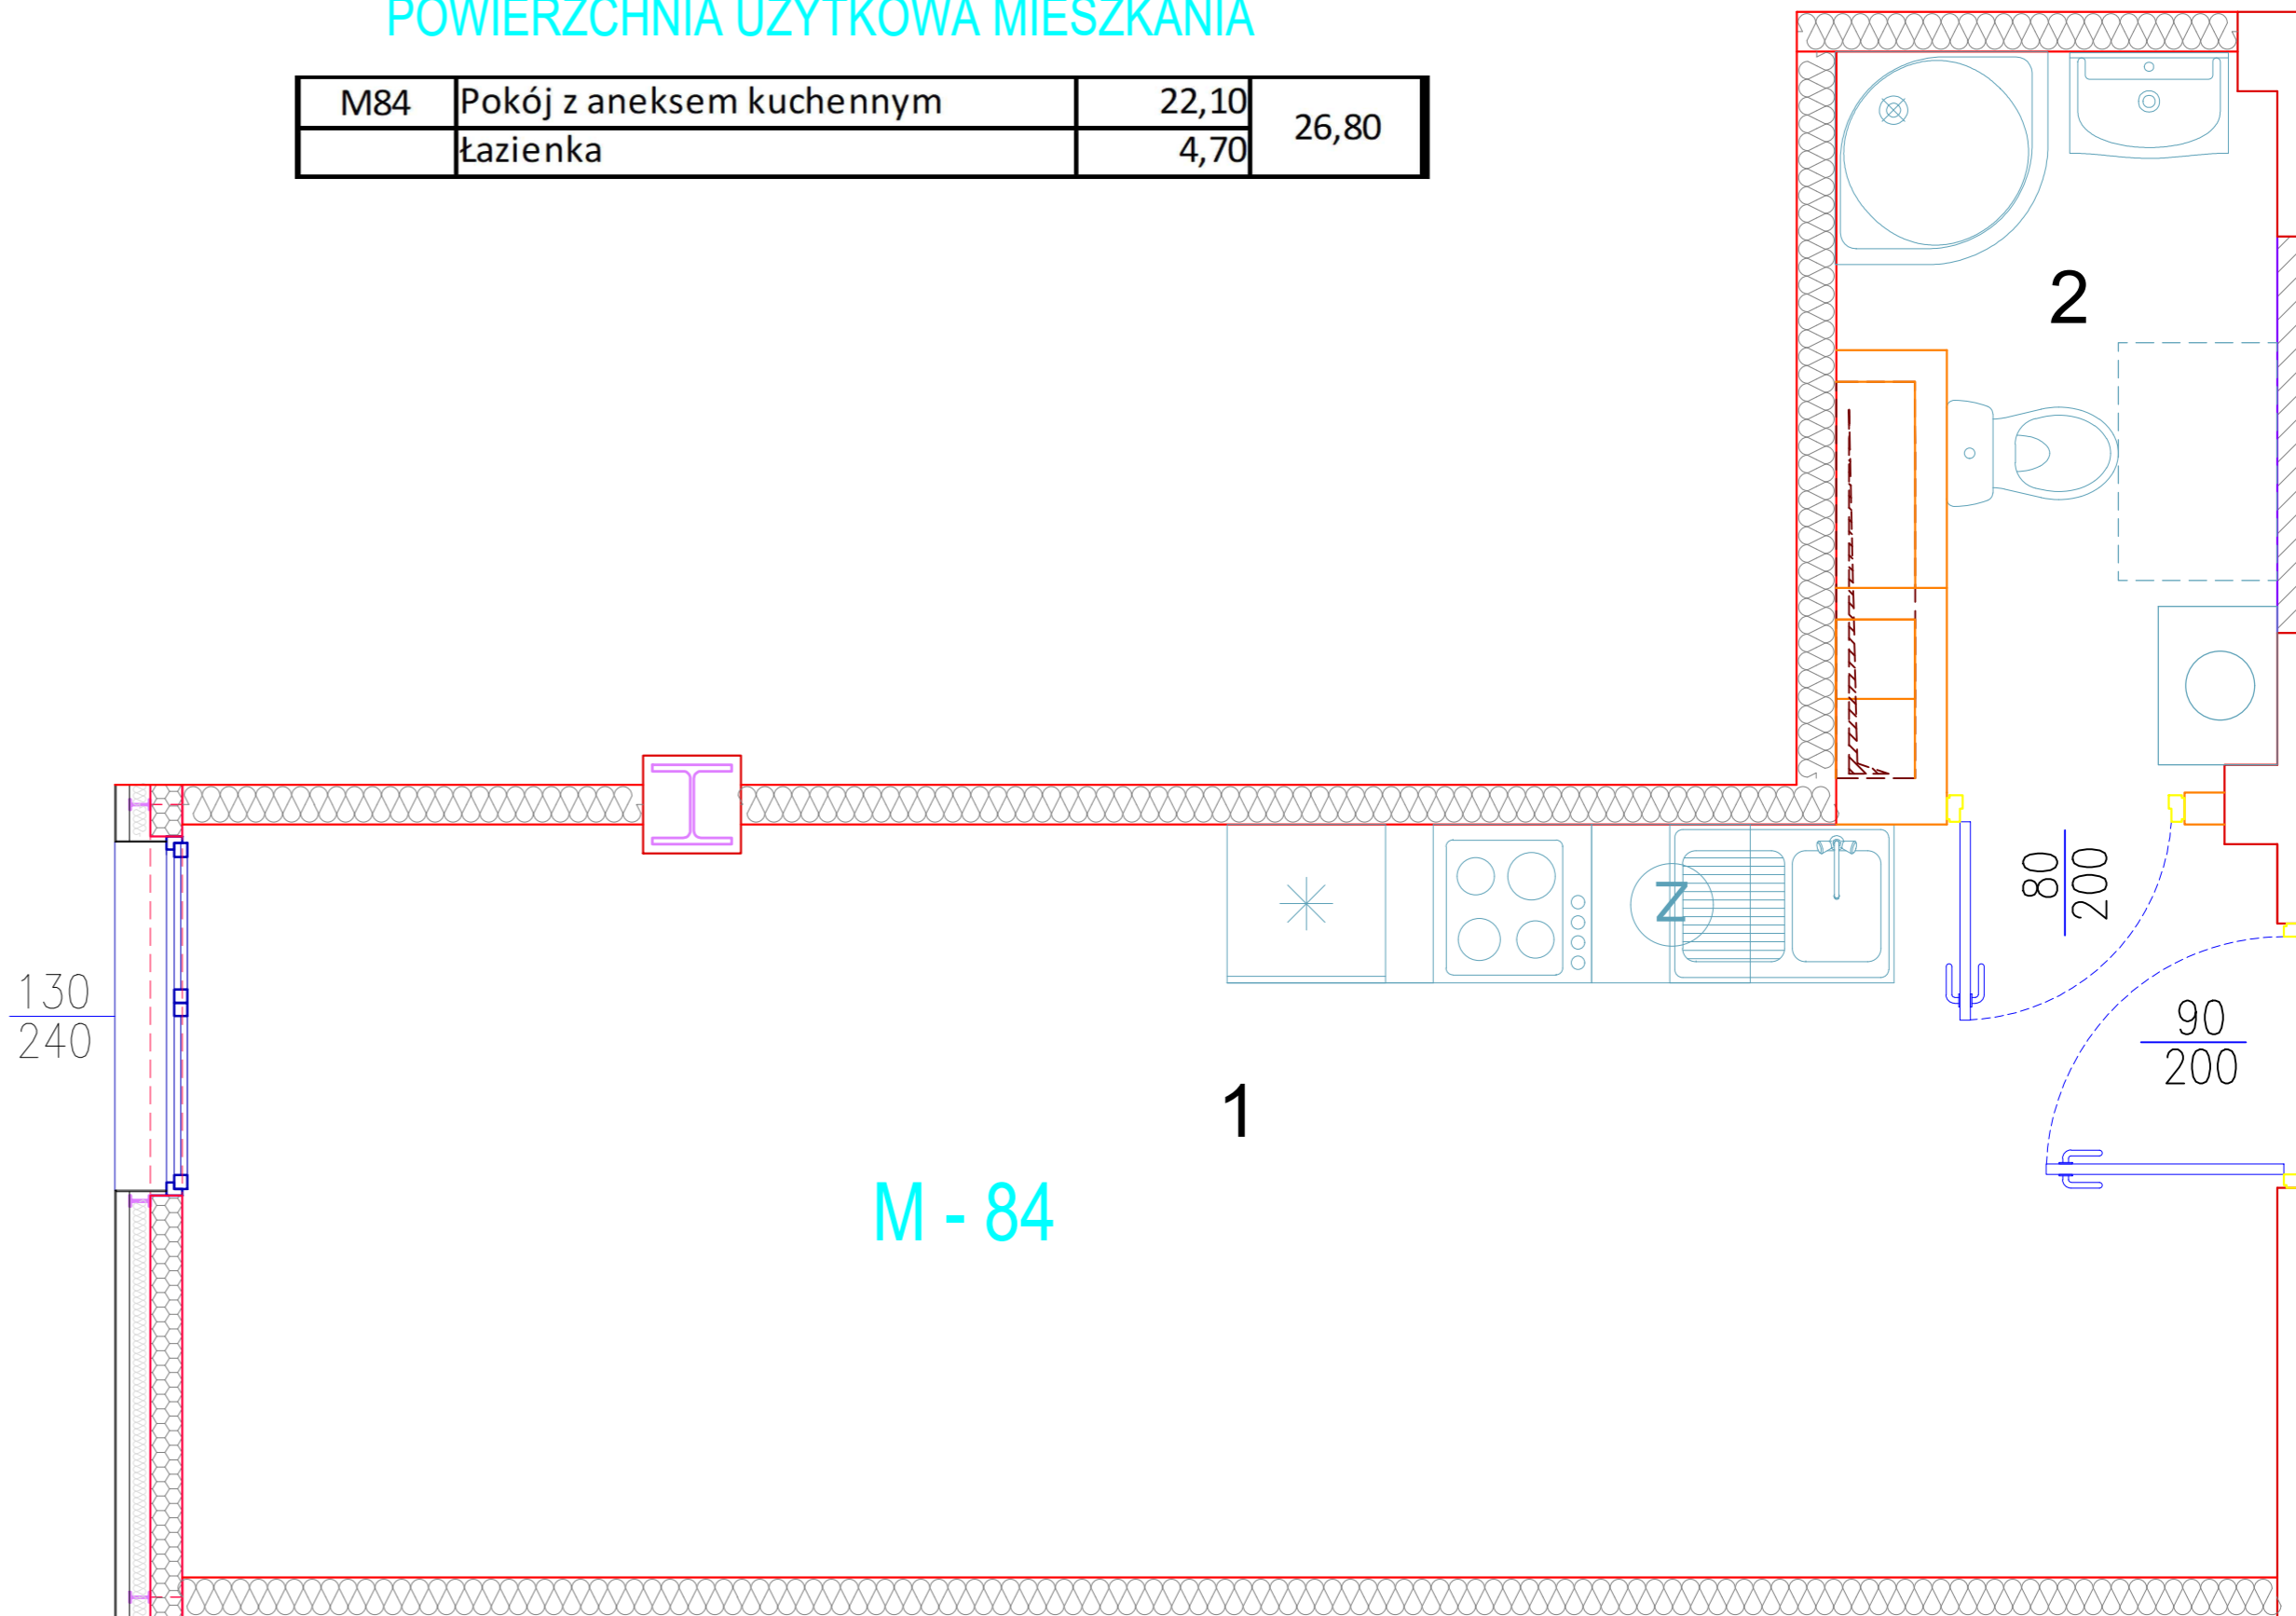 POWIERZCHNIA UŻYTKOWA MIESZKANIA
M84 Pokój z aneksem kuchennym 22,10 26,80
Łazienka 4,70
2
80
200
Z
130
240
90
200
1
M - 84